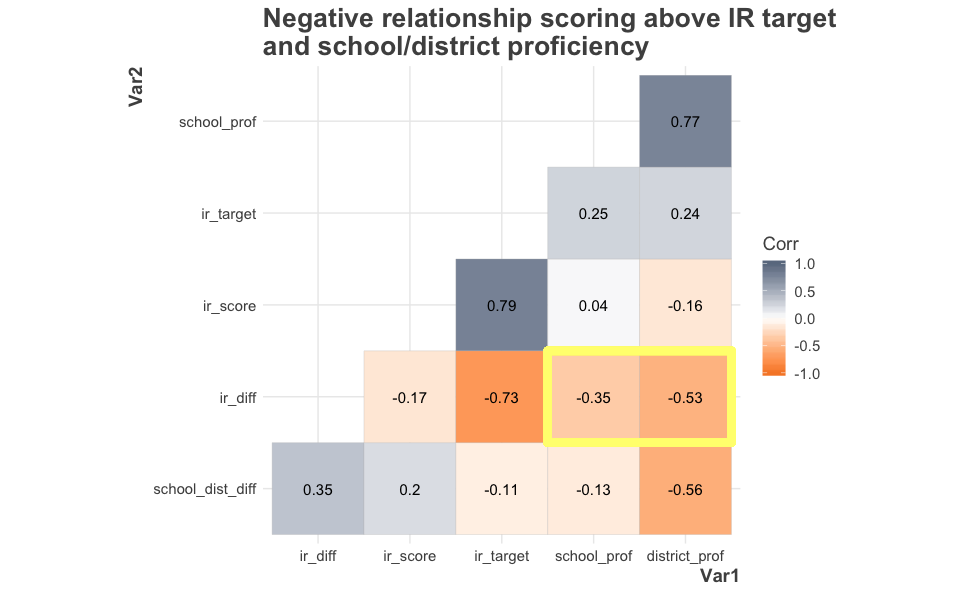 Negative relationship scoring above IR target
and school/district proficiency
Var2
school_prof
0.77
ir_target
0.25
0.24
ir_score
0.79
0.04
-0.16
ir_diff
-0.17
-0.73
-0.35
-0.53
school_dist_diff
0.35
0.2
-0.11
-0.13
-0.56
ir_diff
ir_score
ir_target
school_prof
district_prof
Var1
Corr
1.0
0.5
0.0
-0.5
-1.0